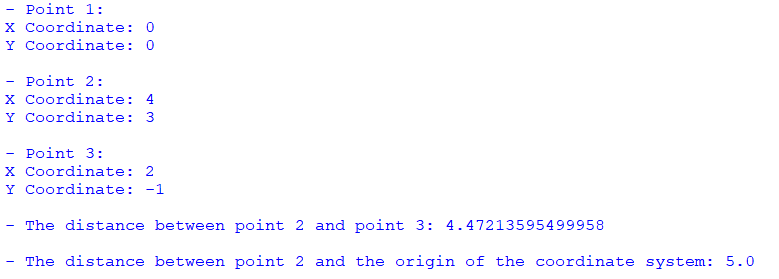 - Point 1:
X Coordinate: 0
Y Coordinate: 0
- Point 2:
X Coordinate: 4
Y Coordinate: 3
- Point 3:
X Coordinate: 2
Y Coordinate: -1
- The distance between point 2 and point 3: 4.47213595499958
- The distance between point 2 and the origin of the coordinate system: 5.0